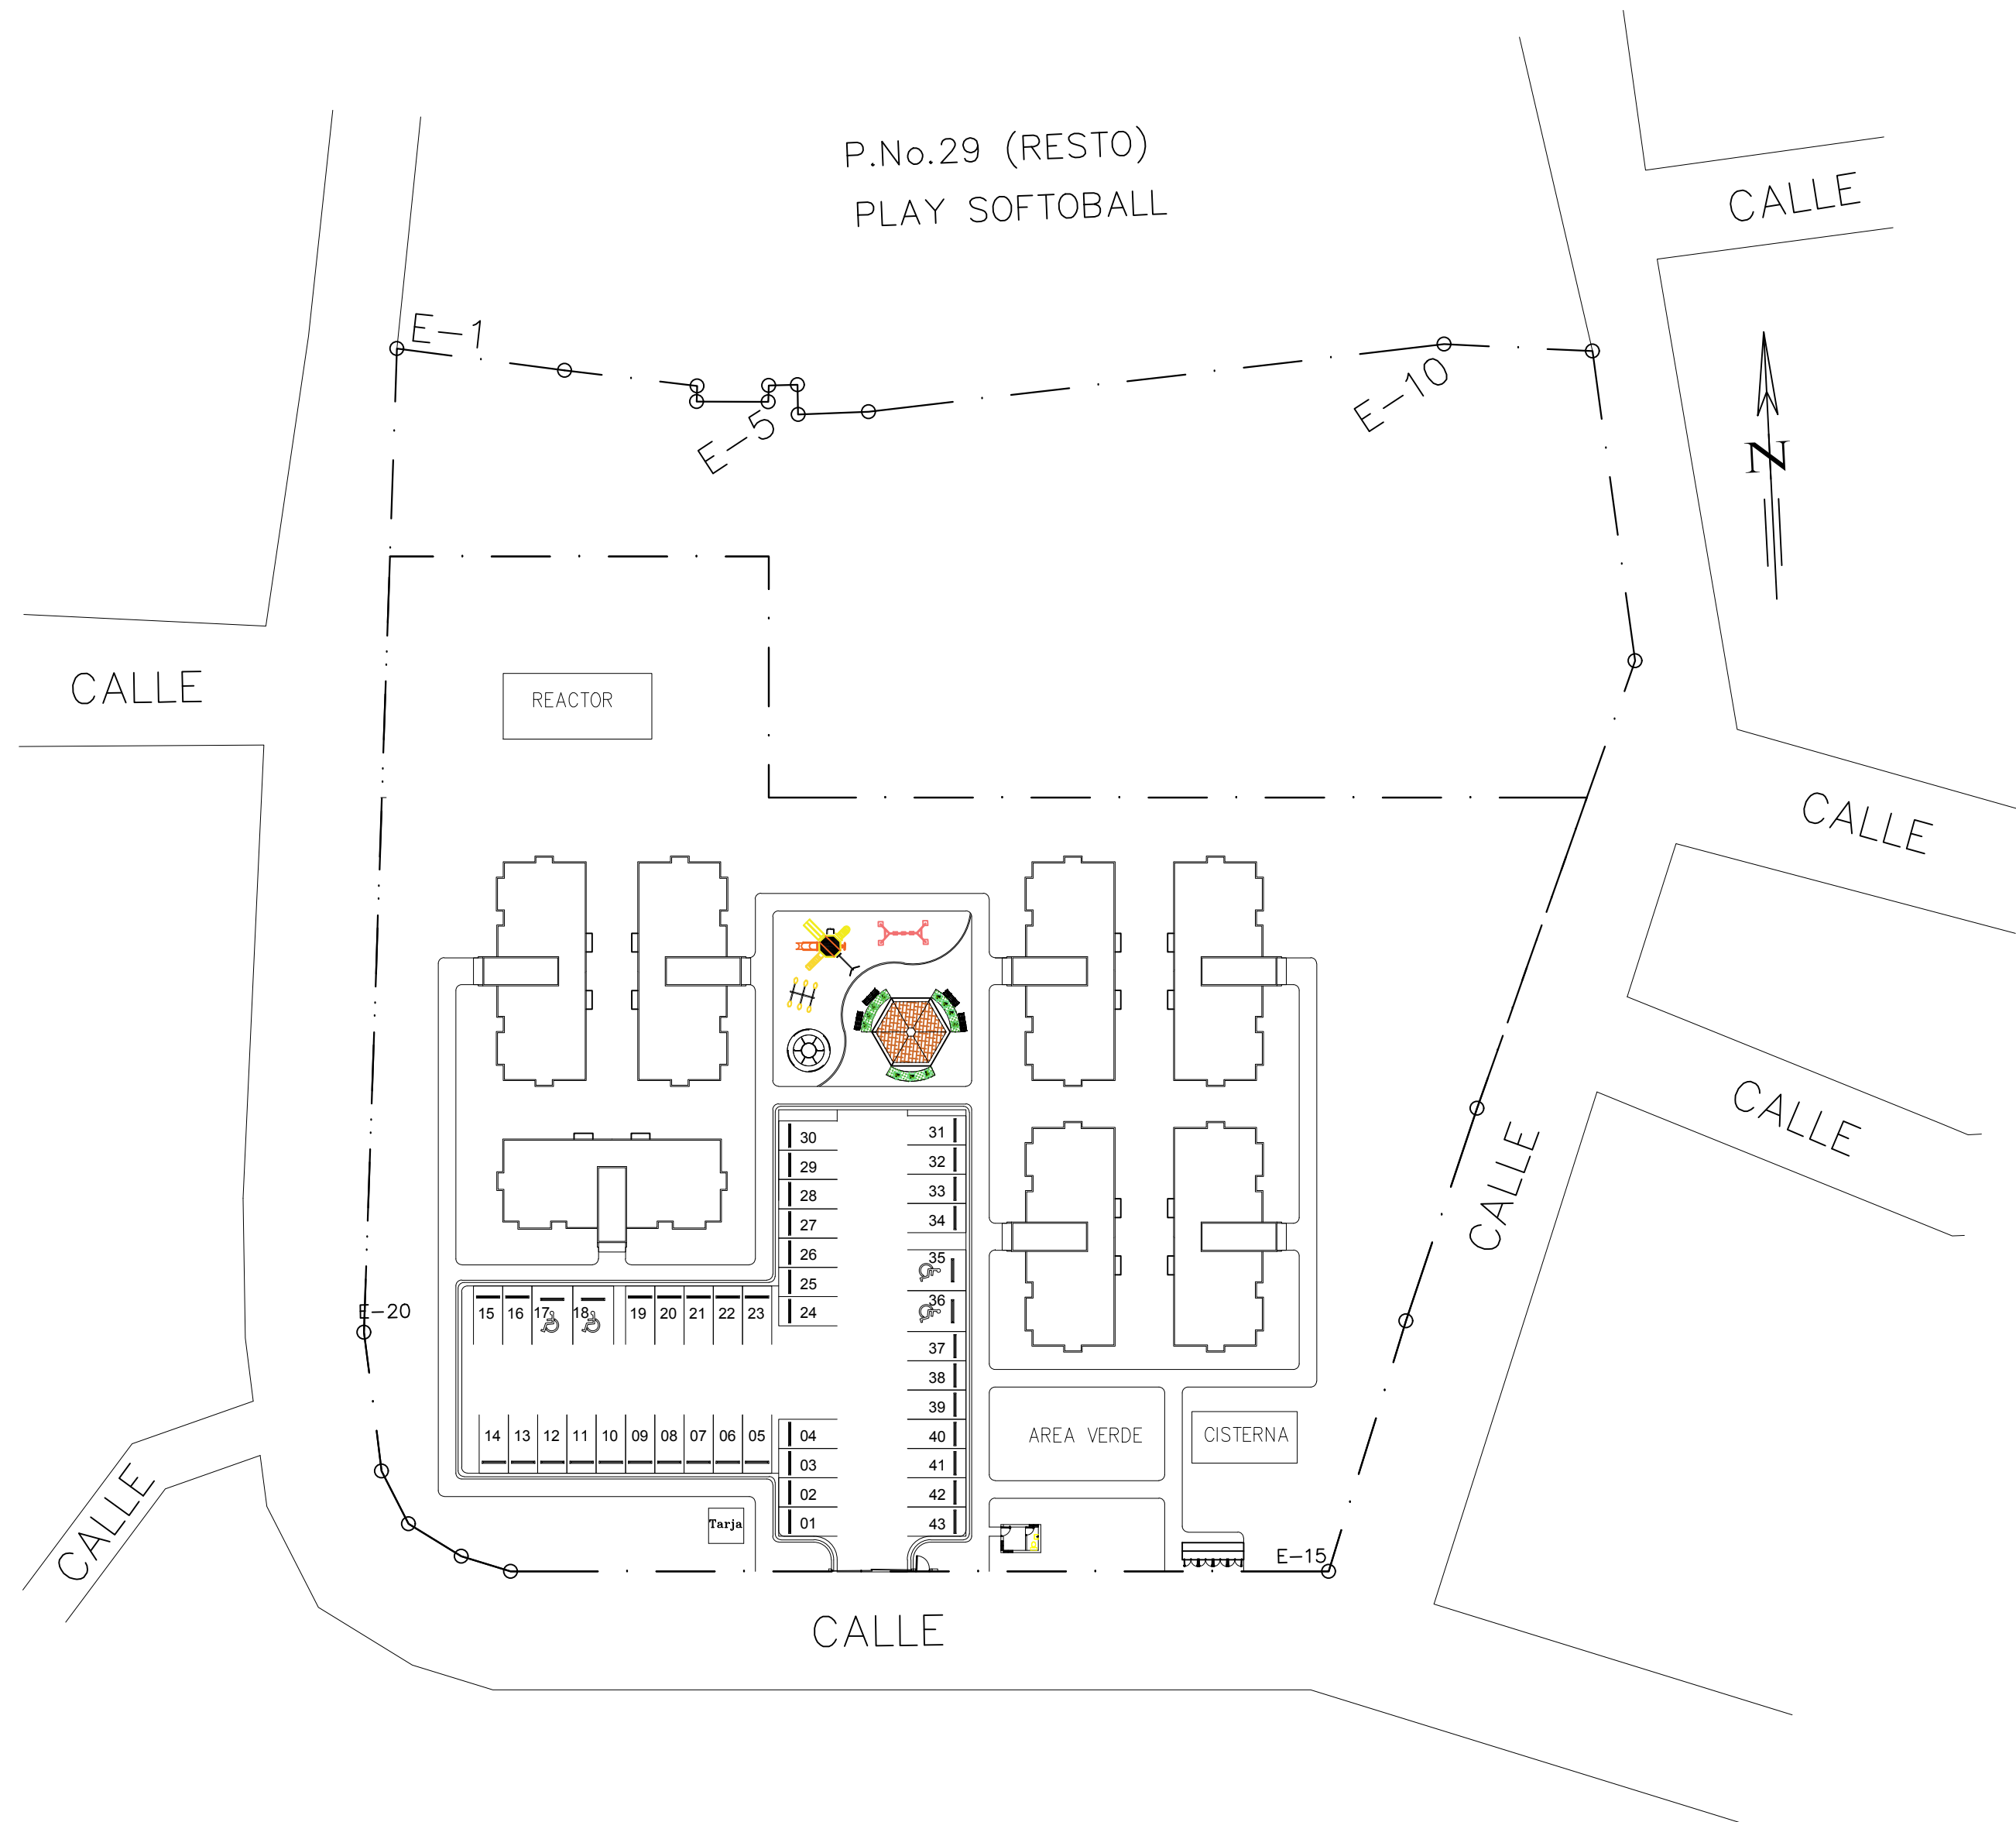 P.No.29 (RESTO)
PLAY SOFTOBALL
CALLE
E-1
E-10
E-5
N
CALLE
REACTOR
CALLE
CALLE
CALLE
30
31
29
32
28
33
27
34
26
35
25
36
24
E-20
15
16
17
18
19
20
21
22
23
37
38
39
14
13
12
11
10
09
08
07
06
05
04
40
AREA VERDE
CISTERNA
03
41
02
42
01
43
Tarja
CALLE
E-15
CALLE